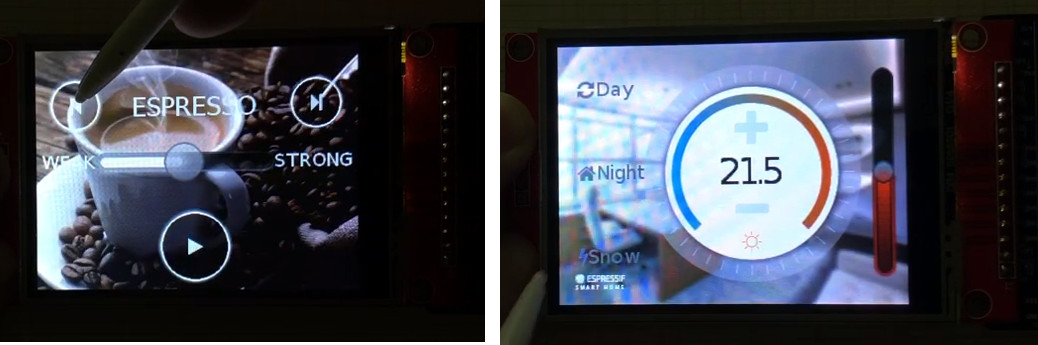 ESPRESSO
WEAK
STRONG
Day
21.5
Night
Snow
ESPRESSIF
SMART HOME